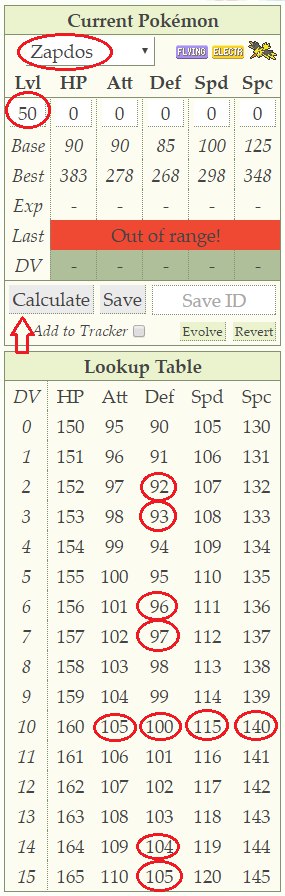 Current Pokémon
Zapdos FLYING ELECTR
Lvl HP Att Def Spd Spc
50 0 0 0 0 0
Base 90 90 85 100 125
Best 383 278 268 298 348
Exp - - - - -
Last Out of range!
DV - - - - -
Calculate Save Save ID
Add to Tracker Evolve Revert
Lookup Table
DV HP Att Def Spd Spc
0 150 95 90 105 130
1 151 96 91 106 131
2 152 97 92 107 132
3 153 98 93 108 133
4 154 99 94 109 134
5 155 100 95 110 135
6 156 101 96 111 136
7 157 102 97 112 137
8 158 103 98 113 138
9 159 104 99 114 139
10 160 105 100 115 140
11 161 106 101 116 141
12 162 107 102 117 142
13 163 108 103 118 143
14 164 109 104 119 144
15 165 110 105 120 145